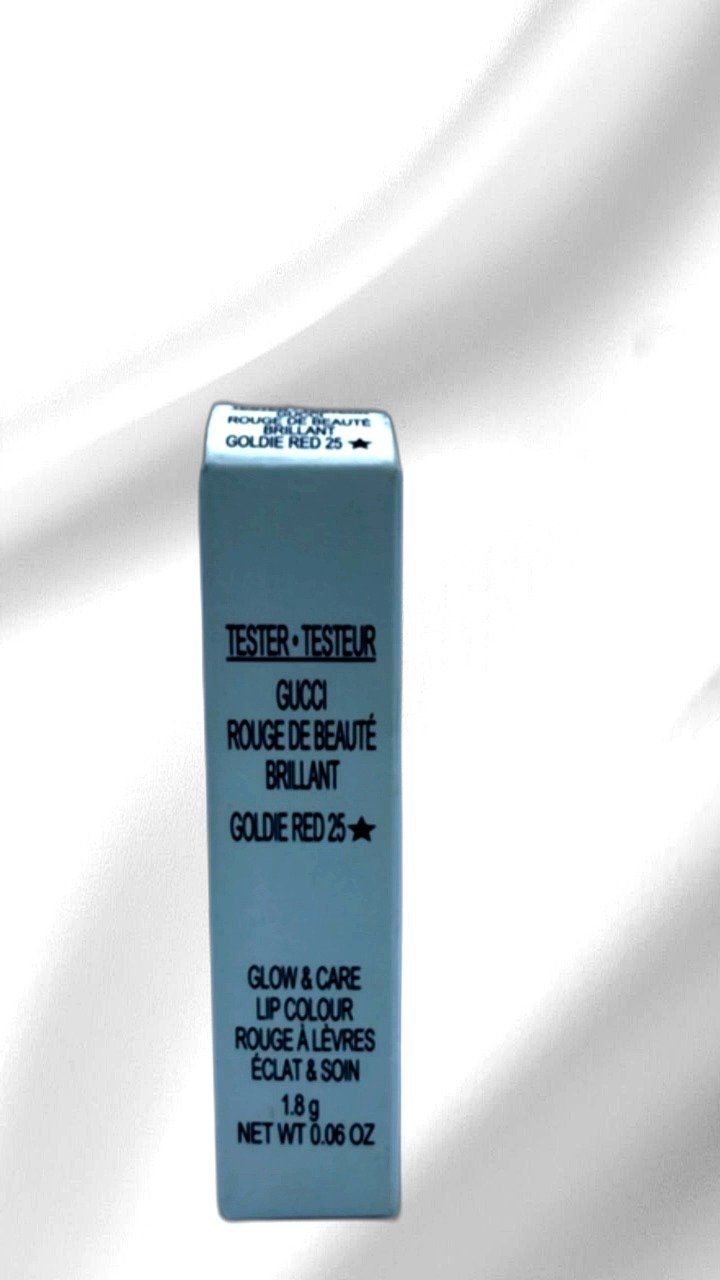 GUCCI
ROUGE DE BEAUTÉ
BRILLANT
GOLDIE RED 25 ★
TESTER • TESTEUR
GUCCI
ROUGE DE BEAUTÉ
BRILLANT
GOLDIE RED 25 ★
GLOW & CARE
LIP COLOUR
ROUGE À LÈVRES
ÉCLAT & SOIN
1.8 g
NET WT 0.06 OZ